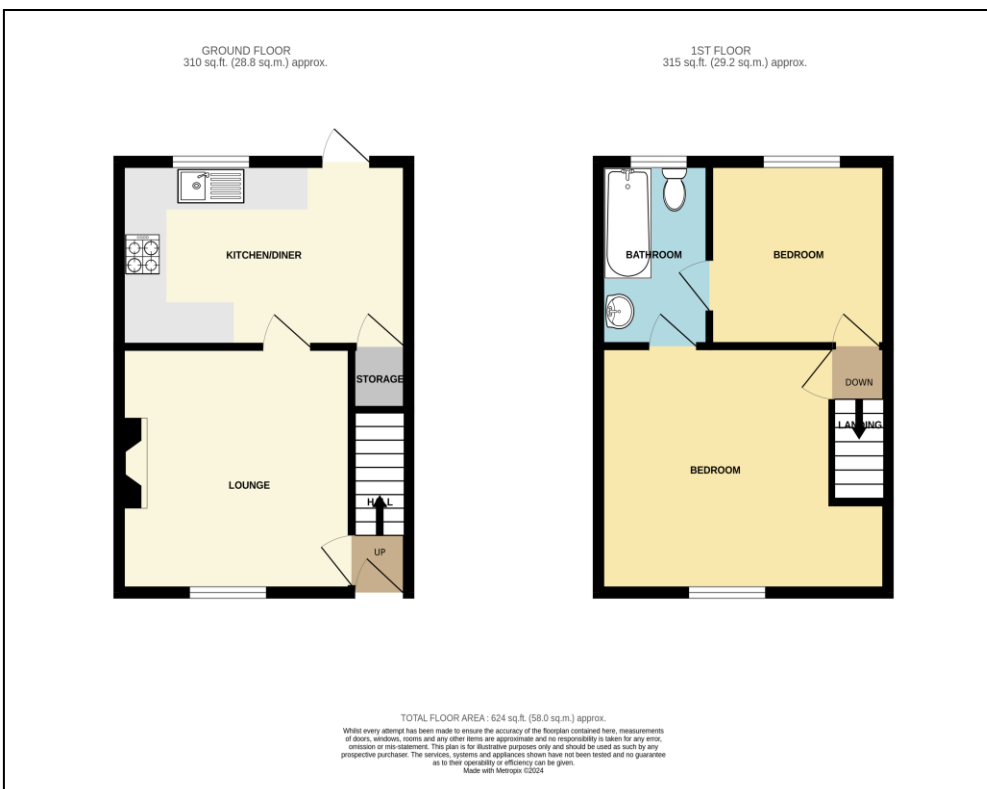 GROUND FLOOR
310 sq.ft. (28.8 sq.m.) approx.
1ST FLOOR
315 sq.ft. (29.2 sq.m.) approx.
KITCHEN/DINER
STORAGE
LOUNGE
HALL
UP
BATHROOM
BEDROOM
DOWN
LANDING
BEDROOM
TOTAL FLOOR AREA : 624 sq.ft. (58.0 sq.m.) approx.
Whilst every attempt has been made to ensure the accuracy of the floorplan contained here, measurements
of doors, windows, rooms and any other items are approximate and no responsibility is taken for any error,
omission or mis-statement. This plan is for illustrative purposes only and should be used as such by any
prospective purchaser. The services, systems and appliances shown have not been tested and no guarantee
as to their operability or efficiency can be given.
Made with Metropix ©2024